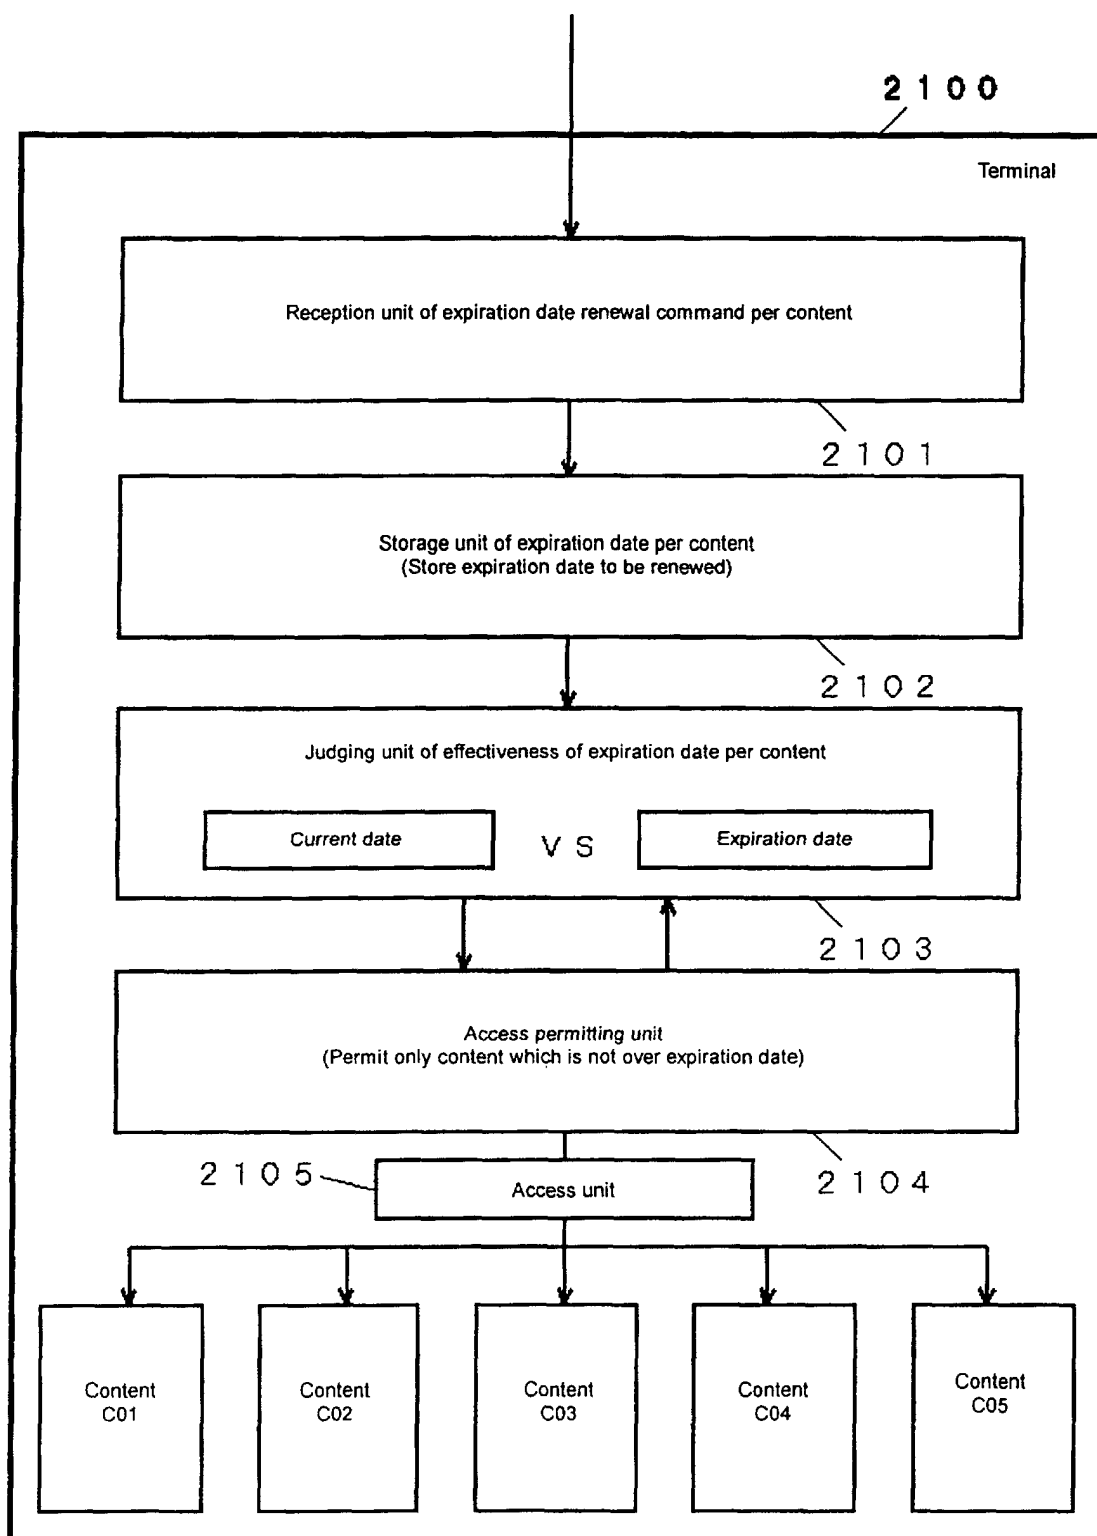 2100
Terminal
Reception unit of expiration date renewal command per content
2101
Storage unit of expiration date per content
(Store expiration date to be renewed)
2102
Judging unit of effectiveness of expiration date per content
Current date
VS
Expiration date
2103
Access permitting unit
(Permit only content which is not over expiration date)
2104
2105
Access unit
Content
C01
Content
C02
Content
C03
Content
C04
Content
C05